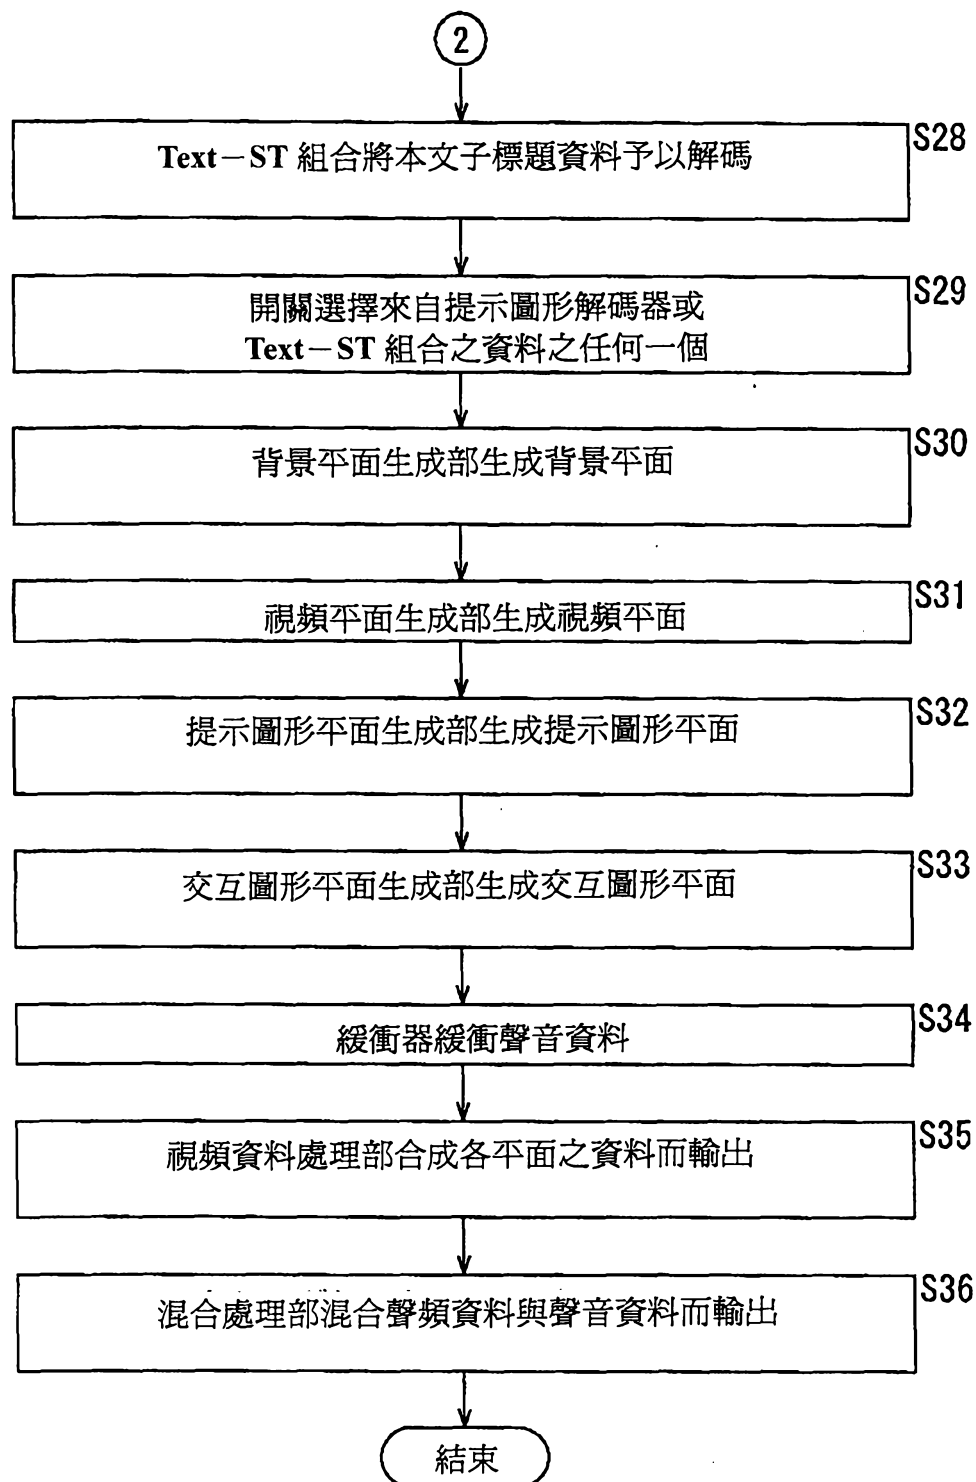 2
S28
Text－ST 組合將本文子標題資料予以解碼
S29
開關選擇來自提示圖形解碼器或
Text－ST 組合之資料之任何一個
S30
背景平面生成部生成背景平面
S31
視頻平面生成部生成視頻平面
S32
提示圖形平面生成部生成提示圖形平面
S33
交互圖形平面生成部生成交互圖形平面
S34
緩衝器緩衝聲音資料
S35
視頻資料處理部合成各平面之資料而輸出
S36
混合處理部混合聲頻資料與聲音資料而輸出
結束